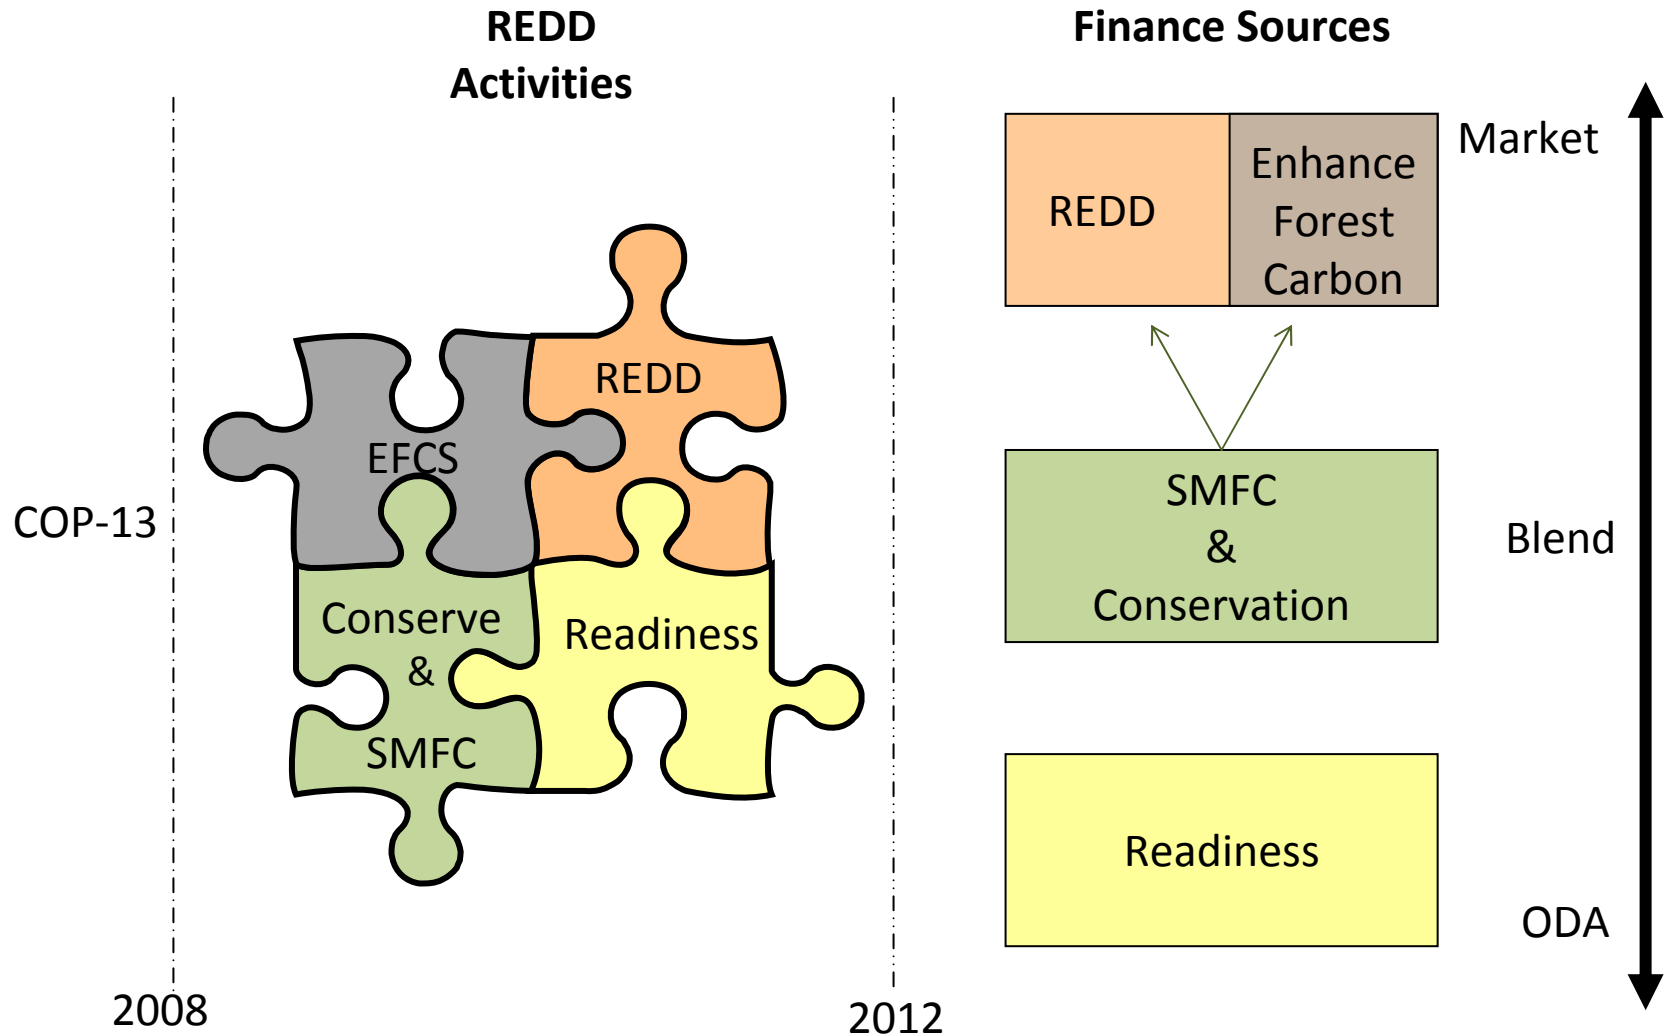 REDD
Activities
Finance Sources
COP-13
2008
2012
EFCS
REDD
Conserve
&
SMFC
Readiness
REDD
Enhance
Forest
Carbon
SMFC
&
Conservation
Readiness
Market
Blend
ODA